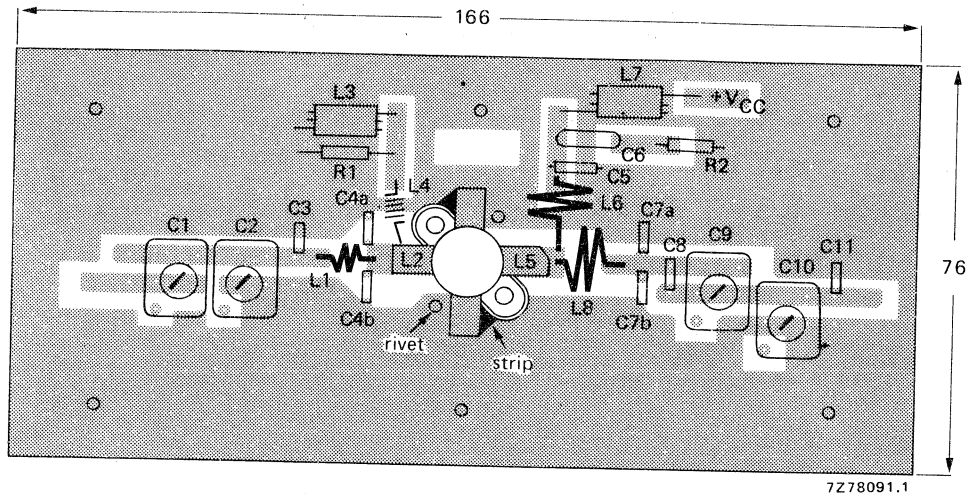 166
L7
+VCC
L3
C6
R2
R1
C5
L4
C4a
L6
C7a
C3
C1
C2
C8
C9
C11
76
L2
L5
C10
L1
L8
C4b
C7b
rivet
strip
7Z78091.1